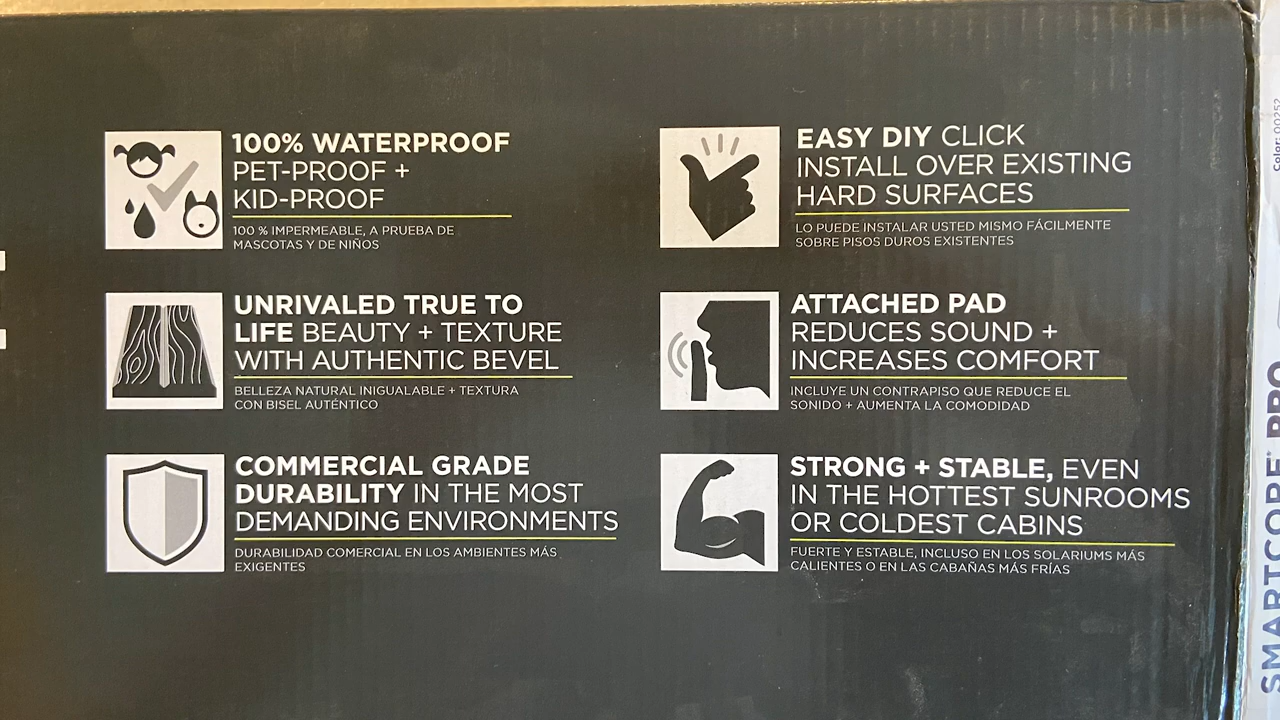 100% WATERPROOF
PET-PROOF +
KID-PROOF
100 % IMPERMEABLE, A PRUEBA DE
MASCOTAS Y DE NIÑOS
EASY DIY CLICK
INSTALL OVER EXISTING
HARD SURFACES
LO PUEDE INSTALAR USTED MISMO FÁCILMENTE
SOBRE PISOS DUROS EXISTENTES
UNRIVALED TRUE TO
LIFE BEAUTY + TEXTURE
WITH AUTHENTIC BEVEL
BELLEZA NATURAL INIGUALABLE + TEXTURA
CON BISEL AUTÉNTICO
ATTACHED PAD
REDUCES SOUND +
INCREASES COMFORT
INCLUYE UN CONTRAPISO QUE REDUCE EL
SONIDO + AUMENTA LA COMODIDAD
COMMERCIAL GRADE
DURABILITY IN THE MOST
DEMANDING ENVIRONMENTS
DURABILIDAD COMERCIAL EN LOS AMBIENTES MÁS
EXIGENTES
STRONG + STABLE, EVEN
IN THE HOTTEST SUNROOMS
OR COLDEST CABINS
FUERTE Y ESTABLE, INCLUSO EN LOS SOLARIUMS MÁS
CALIENTES O EN LAS CABAÑAS MÁS FRÍAS
SMARTCORE PRO
Color: 00252